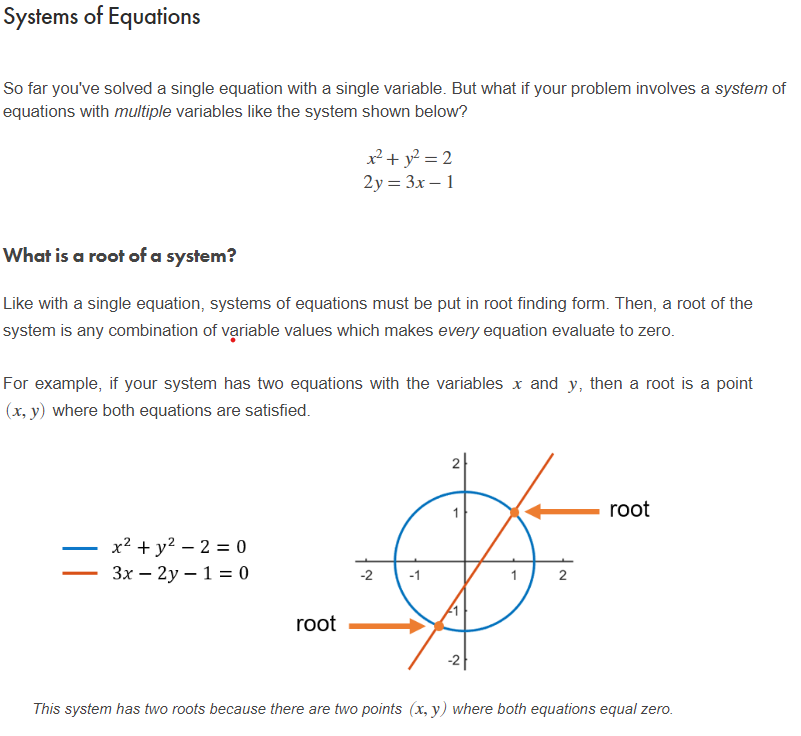 Systems of Equations
So far you've solved a single equation with a single variable. But what if your problem involves a system of
equations with multiple variables like the system shown below?
x² + y² = 2
2y = 3x – 1
What is a root of a system?
Like with a single equation, systems of equations must be put in root finding form. Then, a root of the
system is any combination of variable values which makes every equation evaluate to zero.
For example, if your system has two equations with the variables x and y, then a root is a point
(x, y) where both equations are satisfied.
x² + y² − 2 = 0
3x − 2y − 1 = 0
2
1
-2
-1
1
2
-1
-2
root
root
This system has two roots because there are two points (x, y) where both equations equal zero.